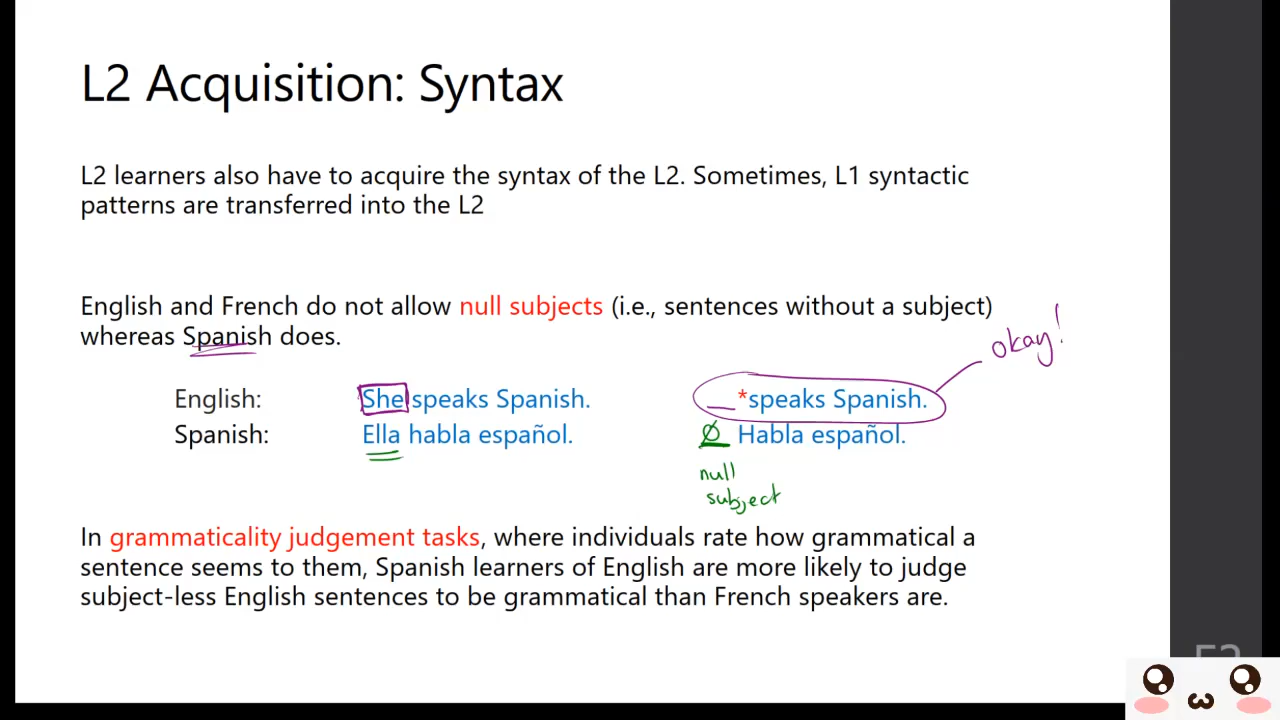 L2 Acquisition: Syntax
L2 learners also have to acquire the syntax of the L2. Sometimes, L1 syntactic
patterns are transferred into the L2
English and French do not allow null subjects (i.e., sentences without a subject)
whereas Spanish does.
okay!
English: She speaks Spanish. __ *speaks Spanish.
Spanish: Ella habla español. Ø Habla español.
null
subject
In grammaticality judgement tasks, where individuals rate how grammatical a
sentence seems to them, Spanish learners of English are more likely to judge
subject-less English sentences to be grammatical than French speakers are.